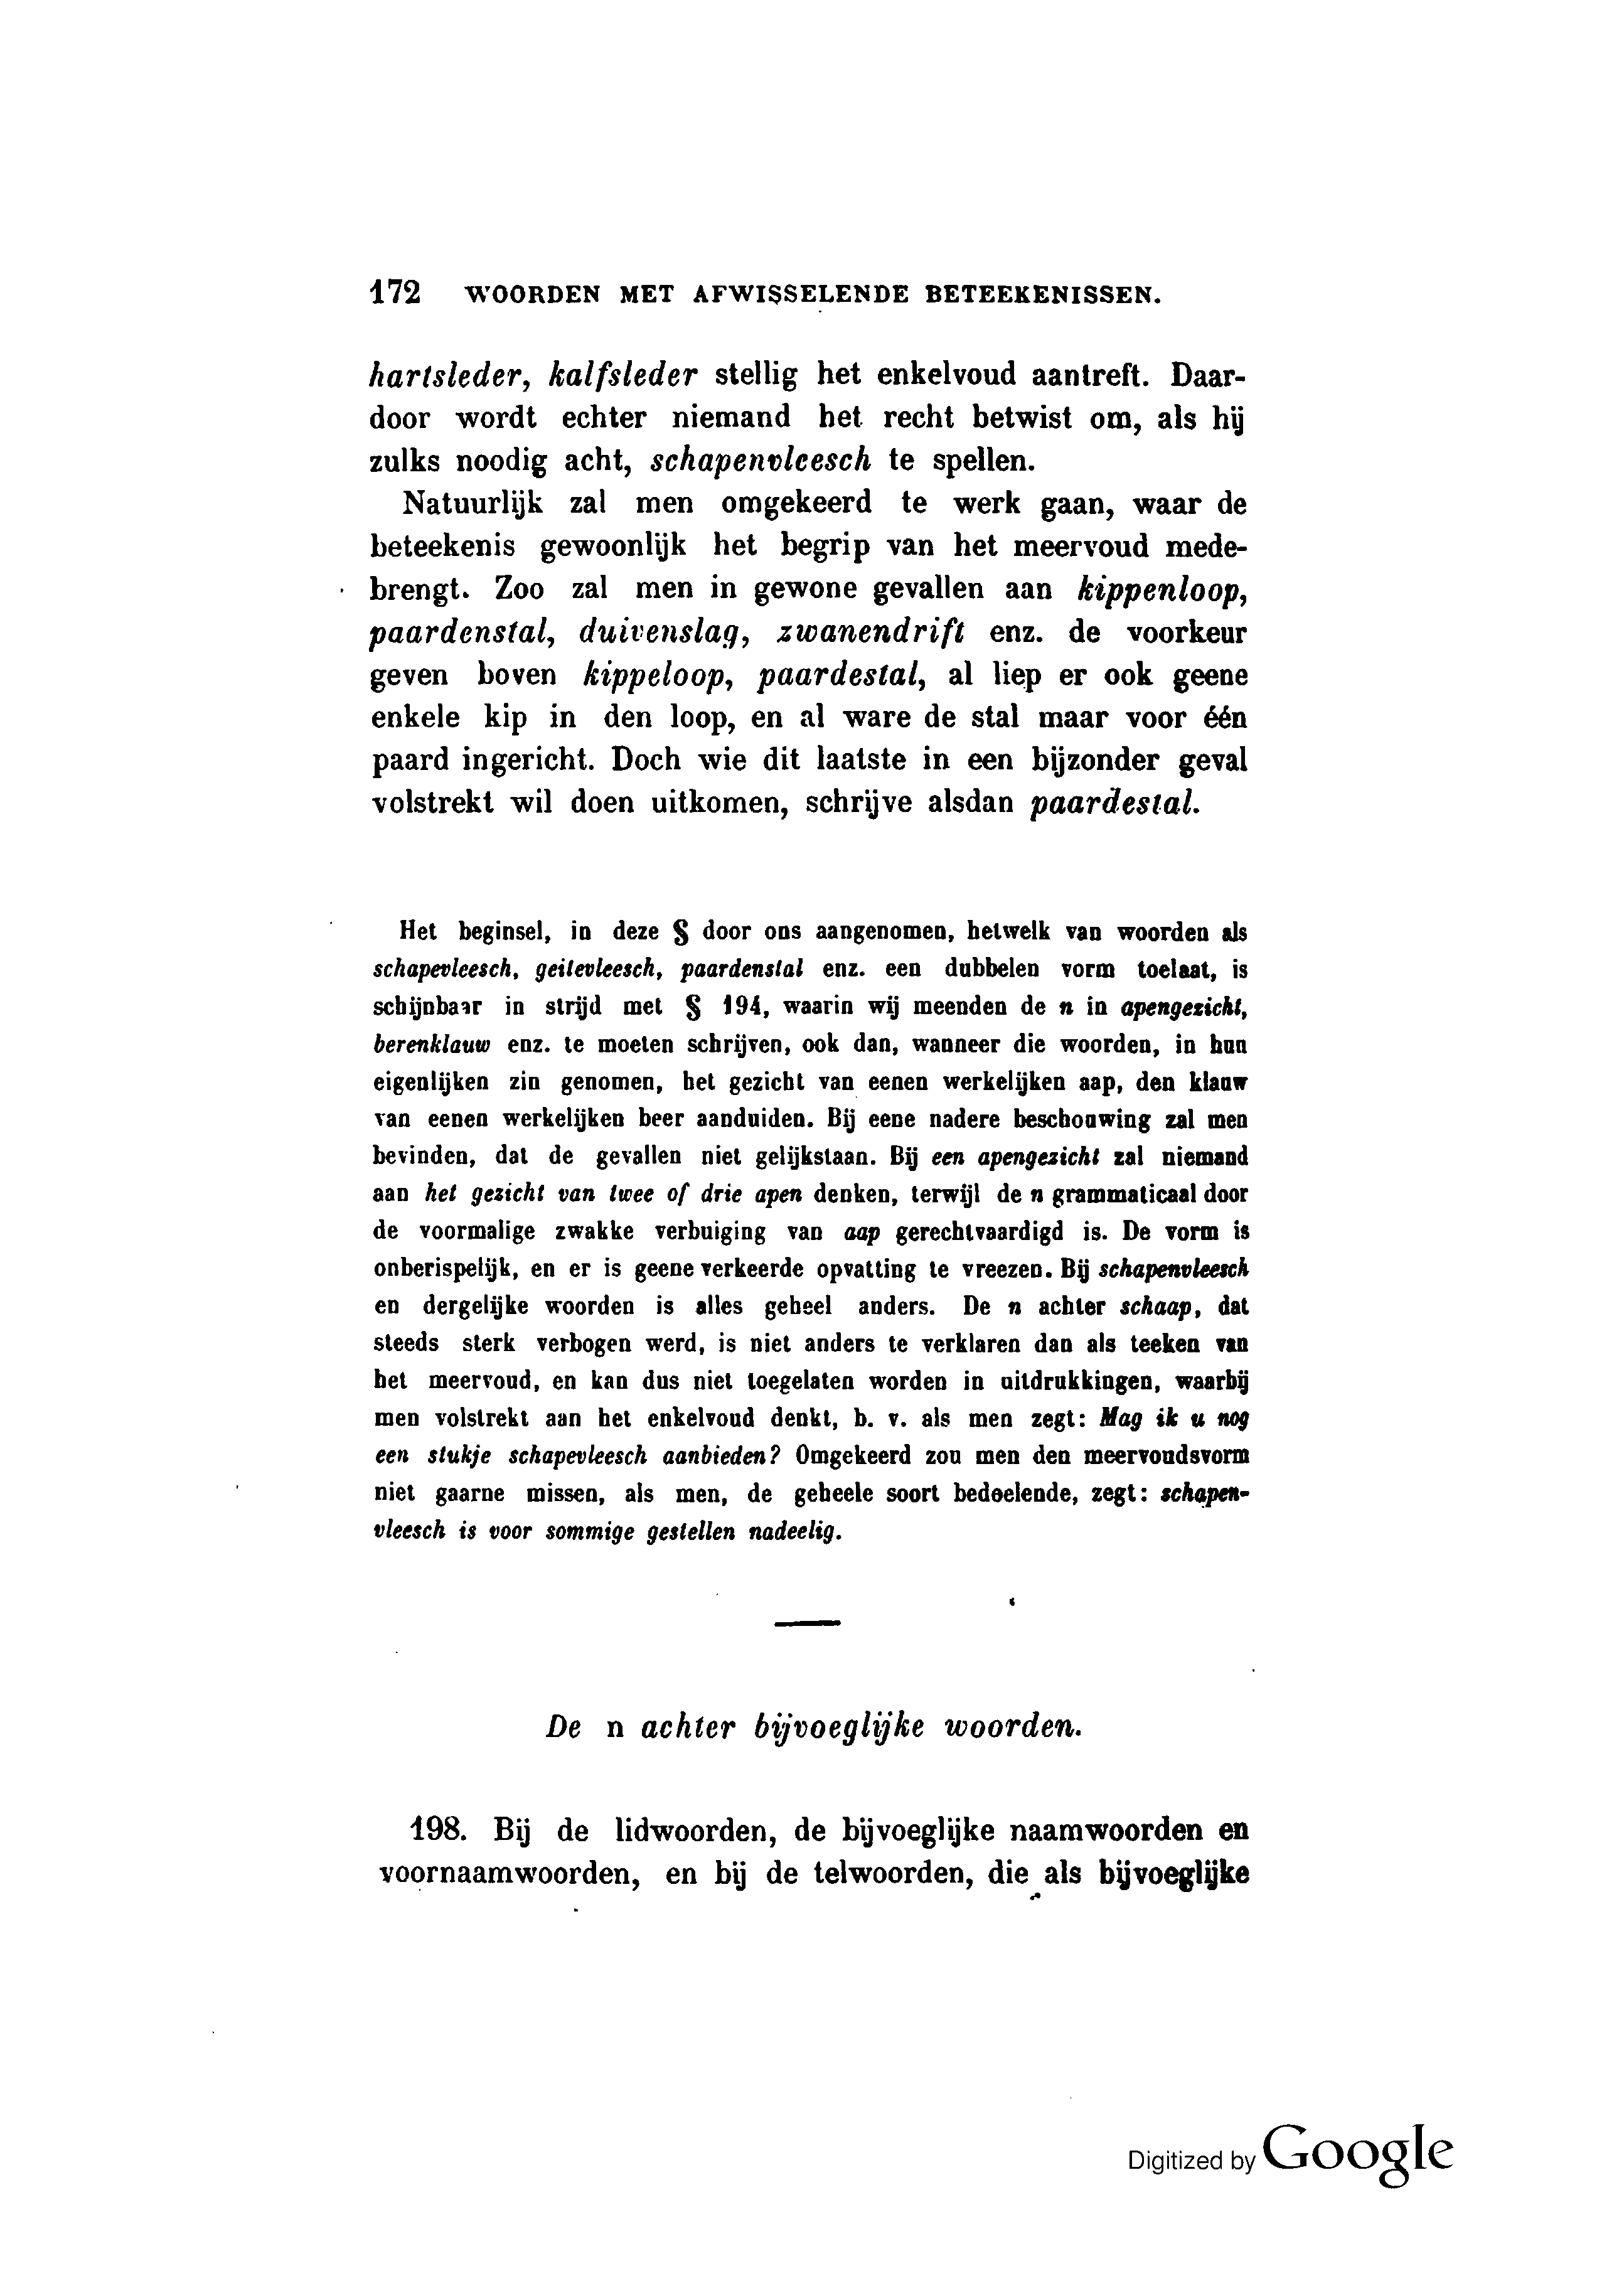 172 WOORDEN MET AFWISSELENDE BETEEKENISSEN.
hartsleder, kalfsleder stellig het enkelvoud aantreft. Daar-
door wordt echter niemand het recht betwist om, als hij
zulks noodig acht, schapenvleesch te spellen.
Natuurlijk zal men omgekeerd te werk gaan, waar de
beteekenis gewoonlijk het begrip van het meervoud mede-
brengt. Zoo zal men in gewone gevallen aan kippenloop,
paardenstal, duivenslag, zwanendrift enz. de voorkeur
geven boven kippeloop, paardestal, al liep er ook geene
enkele kip in den loop, en al ware de stal maar voor één
paard ingericht. Doch wie dit laatste in een bijzonder geval
volstrekt wil doen uitkomen, schrijve alsdan paardestal.
Het beginsel, in deze § door ons aangenomen, hetwelk van woorden als
schapevleesch, geitevleesch, paardenstal enz. een dubbelen vorm toelaat, is
schijnbaar in strijd met § 194, waarin wij meenden de n in apengezicht,
berenklauw enz. te moeten schrijven, ook dan, wanneer die woorden, in hun
eigenlijken zin genomen, het gezicht van eenen werkelijken aap, den klauw
van eenen werkelijken beer aanduiden. Bij eene nadere beschouwing zal men
bevinden, dat de gevallen niet gelijkstaan. Bij een apengezicht zal niemand
aan het gezicht van twee of drie apen denken, terwijl de n grammaticaal door
de voormalige zwakke verbuiging van aap gerechtvaardigd is. De vorm is
onberispelijk, en er is geene verkeerde opvatting te vreezen. Bij schapenvleesch
en dergelijke woorden is alles geheel anders. De n achter schaap, dat
steeds sterk verbogen werd, is niet anders te verklaren dan als teeken van
het meervoud, en kan dus niet toegelaten worden in uitdrukkingen, waarbij
men volstrekt aan het enkelvoud denkt, b. v. als men zegt: Mag ik u nog
een stukje schapevleesch aanbieden? Omgekeerd zou men den meervoudsvorm
niet gaarne missen, als men, de geheele soort bedoelende, zegt: schapen-
vleesch is voor sommige gestellen nadeelig.
De n achter bijvoeglijke woorden.
198. Bij de lidwoorden, de bijvoeglijke naamwoorden en
voornaamwoorden, en bij de telwoorden, die als bijvoeglijke
Digitized by Google